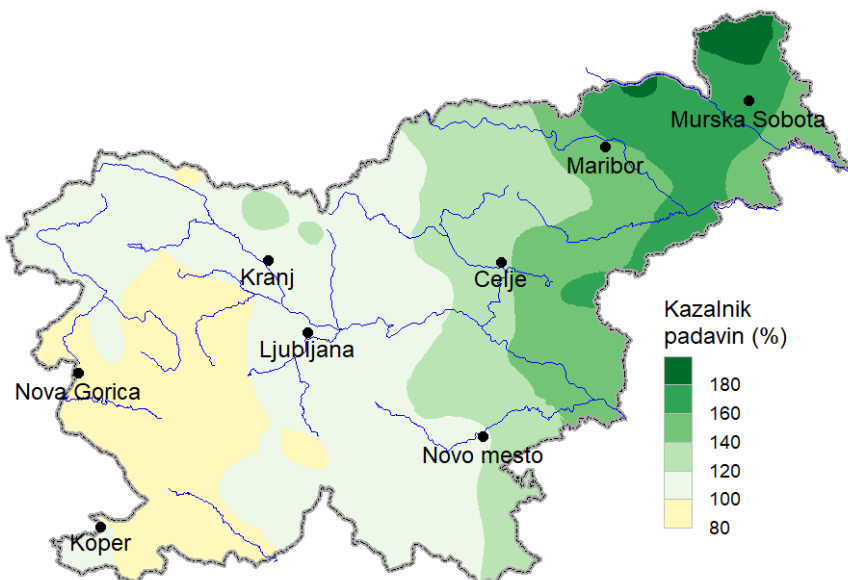 Murska Sobota
Maribor
Kranj
Celje
Ljubljana
Nova Gorica
Novo mesto
Koper
Kazalnik
padavin (%)
180
160
140
120
100
80